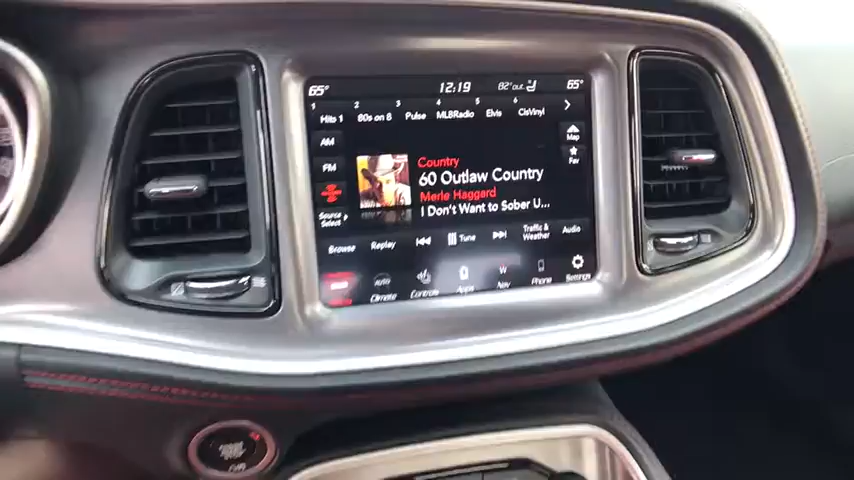 65° 12:19 82°out 65°
1 2 3 4 5 6
Hits 1 80s on 8 Pulse MLBRadio Elvis ClsVinyl
AM
FM
Source
Select
Map
Fav
Country
60 Outlaw Country
Merle Haggard
I Don't Want to Sober U...
Browse Replay Tune Traffic &
Weather Audio
AUTO
Climate Controls Apps Nav Phone Settings